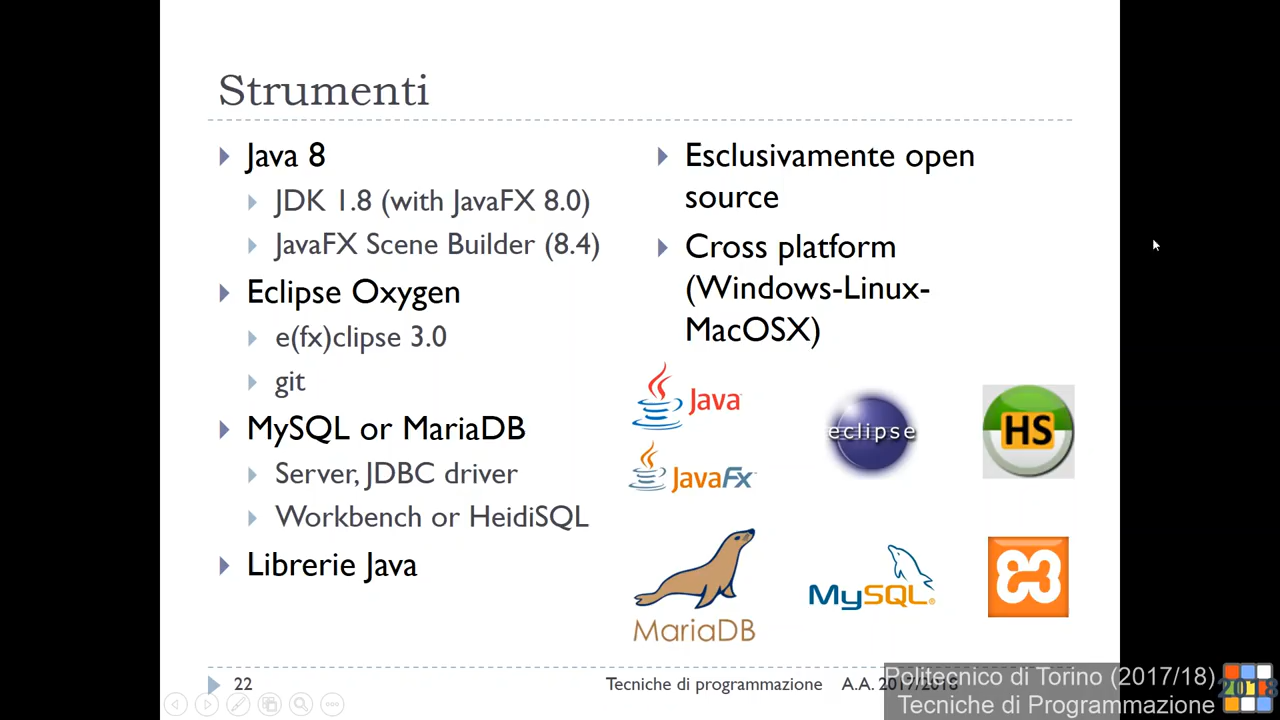 Strumenti
Java 8
JDK 1.8 (with JavaFX 8.0)
JavaFX Scene Builder (8.4)
Eclipse Oxygen
e(fx)clipse 3.0
git
MySQL or MariaDB
Server, JDBC driver
Workbench or HeidiSQL
Librerie Java
Esclusivamente open
source
Cross platform
(Windows-Linux-
MacOSX)
Java
JavaFx
eclipse
HS
MariaDB
MySQL®
22
Tecniche di programmazione A.A. 2017/2018
Politecnico di Torino (2017/18)
Tecniche di Programmazione
2018